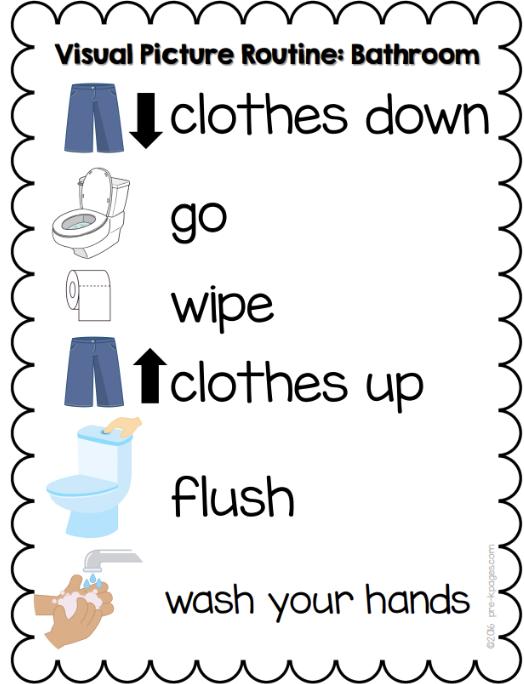 Visual Picture Routine: Bathroom
clothes down
go
wipe
clothes up
flush
wash your hands
©2016 pre-kpages.com